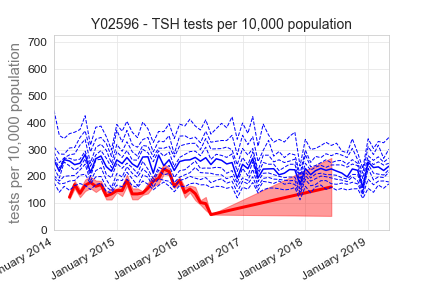 Y02596 - TSH tests per 10,000 population
tests per 10,000 population
700
600
500
400
300
200
100
0
January 2015
January 2016
January 2017
January 2018
January 2019
2014